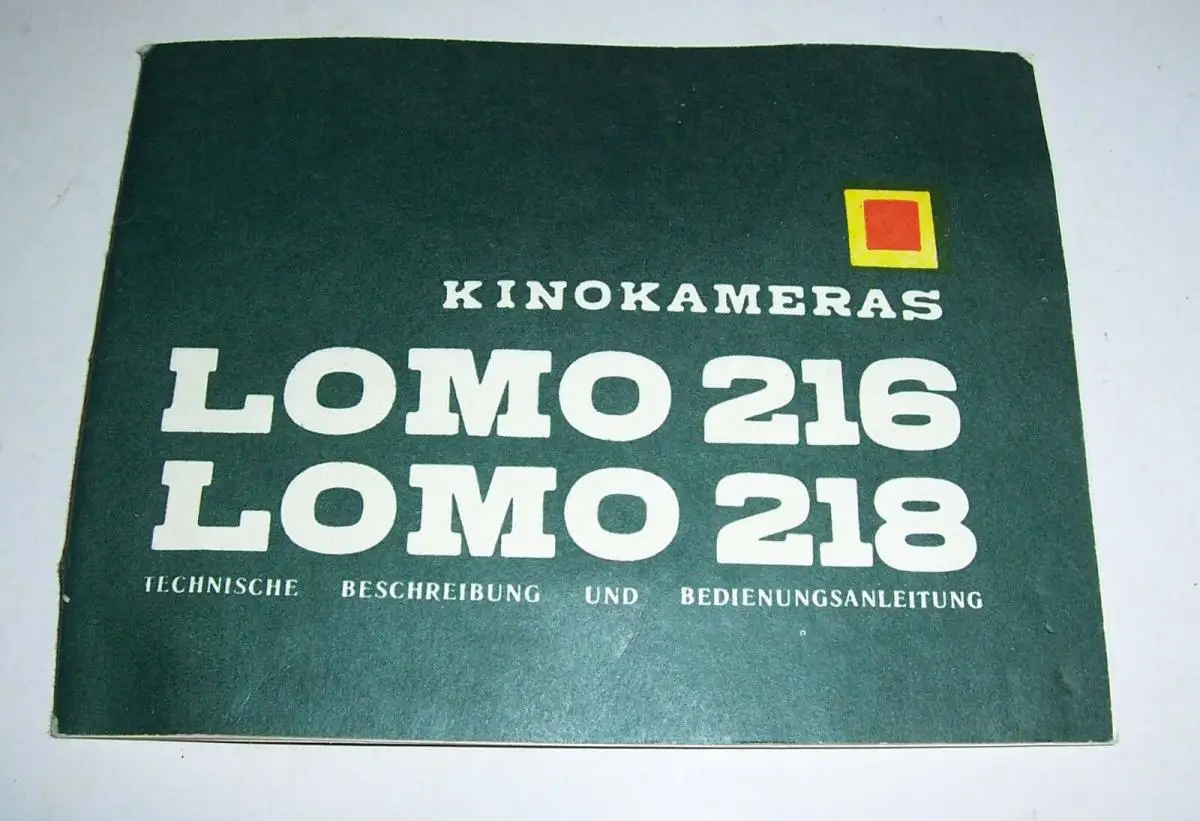 KINOKAMERAS
LOMO 216
LOMO 218
TECHNISCHE BESCHREIBUNG UND BEDIENUNGSANLEITUNG